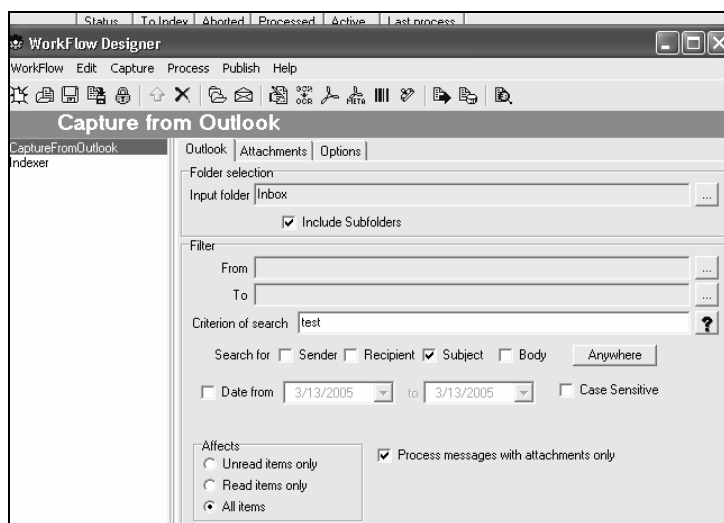 Status To Index Aborted Processed Active Last process
WorkFlow Designer
WorkFlow Edit Capture Process Publish Help
OCR META
Capture from Outlook
CaptureFromOutlook
Indexer
Outlook Attachments Options
Folder selection
Input folder Inbox ...
Include Subfolders
Filter
From ...
To ...
Criterion of search test ?
Search for Sender Recipient Subject Body Anywhere
Date from 3/13/2005 to 3/13/2005 Case Sensitive
Affects
Unread items only Process messages with attachments only
Read items only
All items